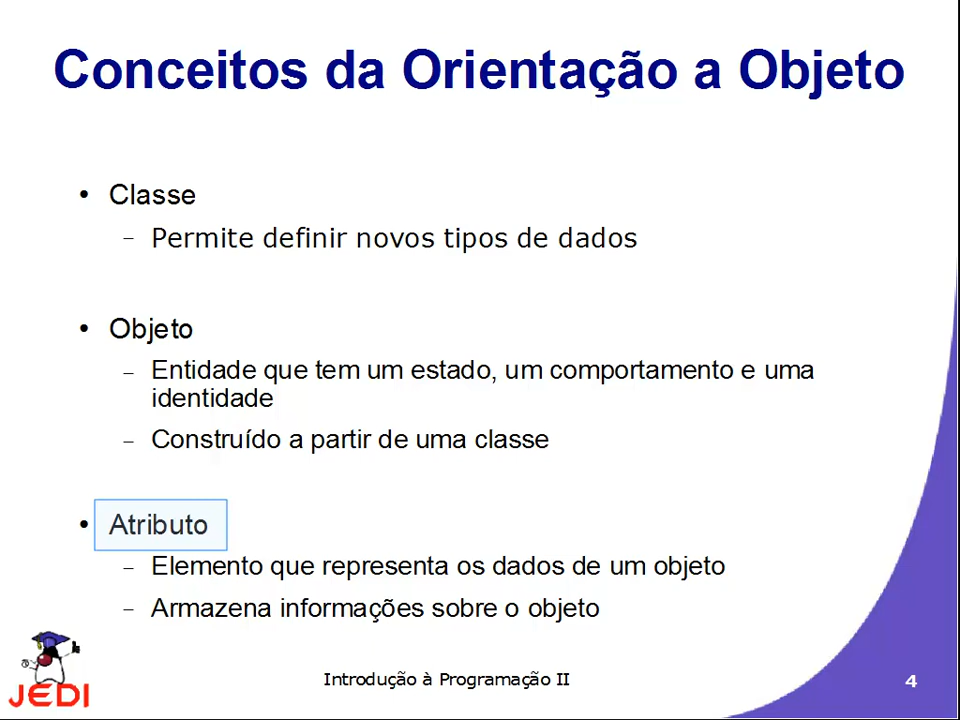 Conceitos da Orientação a Objeto
• Classe
– Permite definir novos tipos de dados
• Objeto
– Entidade que tem um estado, um comportamento e uma
identidade
– Construído a partir de uma classe
• Atributo
– Elemento que representa os dados de um objeto
– Armazena informações sobre o objeto
JEDI
Introdução à Programação II
4